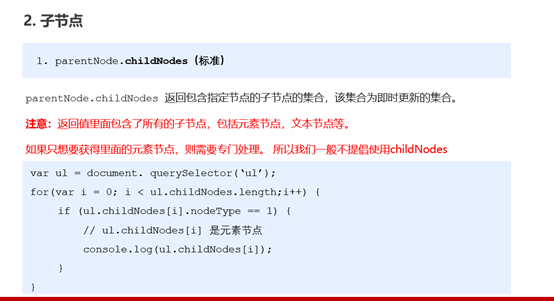 2. 子节点
1. parentNode.childNodes（标准）
parentNode.childNodes 返回包含指定节点的子节点的集合，该集合为即时更新的集合。
注意：返回值里面包含了所有的子节点，包括元素节点，文本节点等。
如果只想要获得里面的元素节点，则需要专门处理。 所以我们一般不提倡使用childNodes
var ul = document. querySelector(‘ul’);
for(var i = 0; i < ul.childNodes.length;i++) {
if (ul.childNodes[i].nodeType == 1) {
// ul.childNodes[i] 是元素节点
console.log(ul.childNodes[i]);
}
}